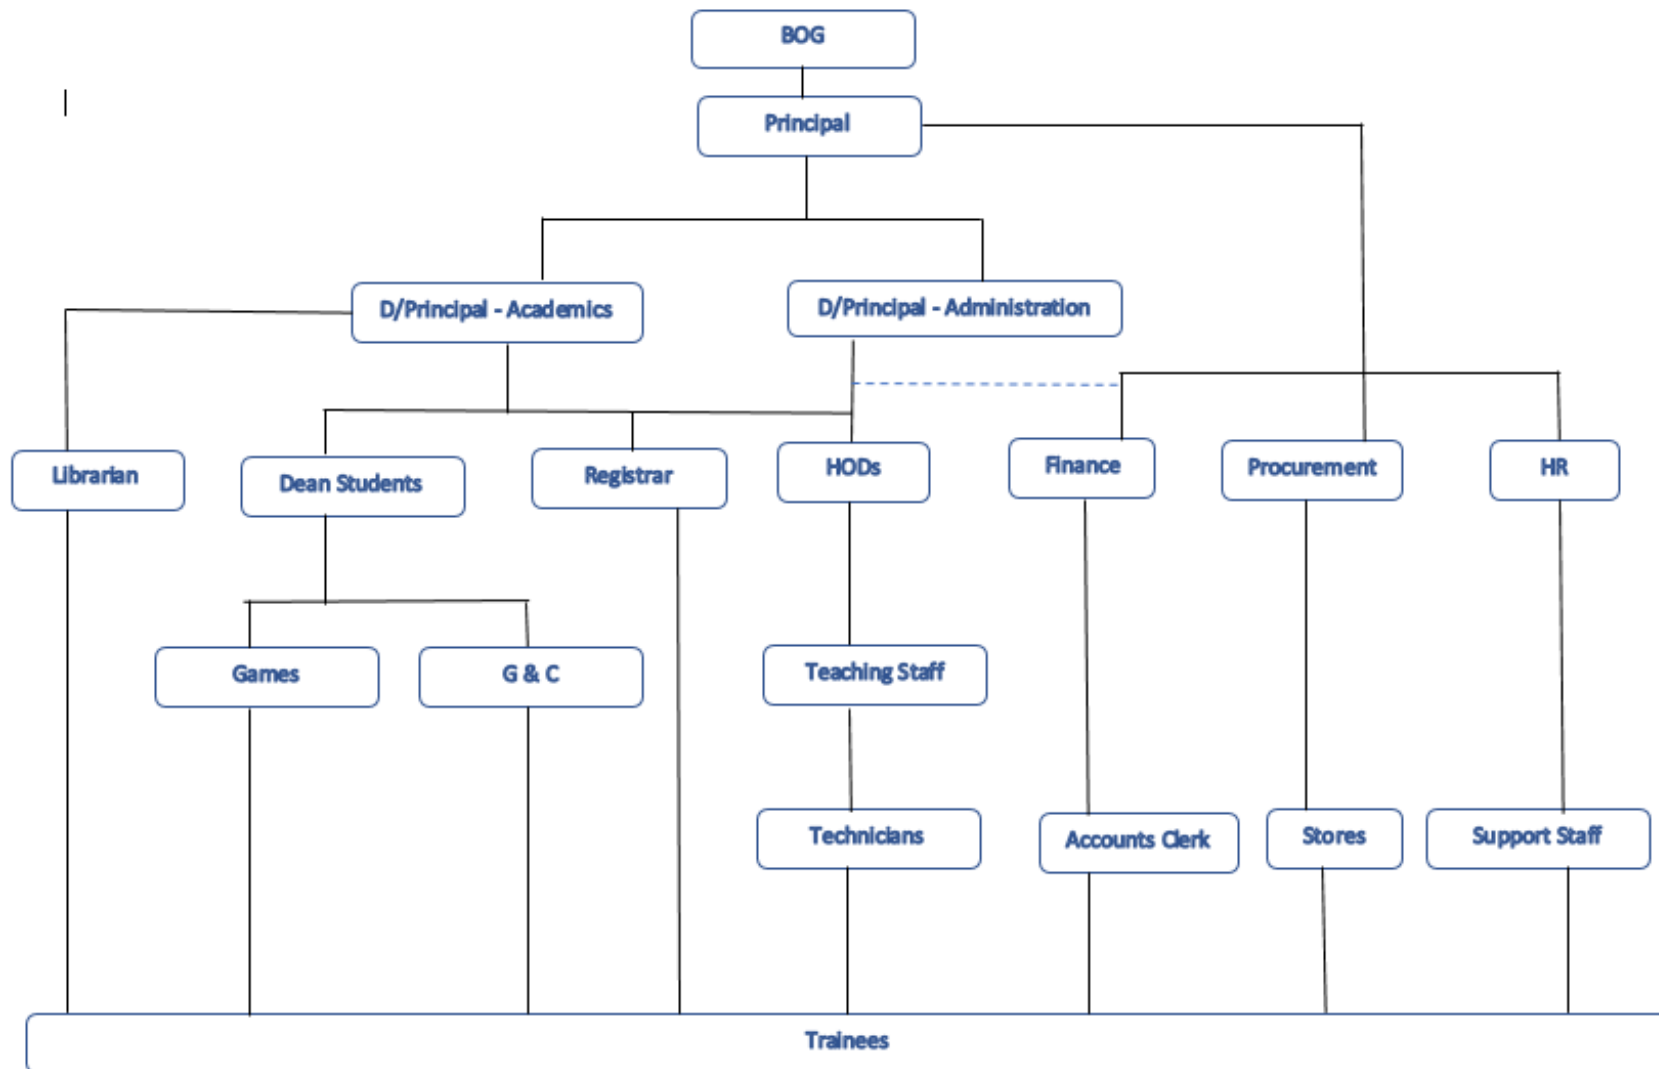 BOG
Principal
D/Principal - Academics
D/Principal - Administration
Librarian
Dean Students
Registrar
HODs
Finance
Procurement
HR
Games
G & C
Teaching Staff
Technicians
Accounts Clerk
Stores
Support Staff
Trainees